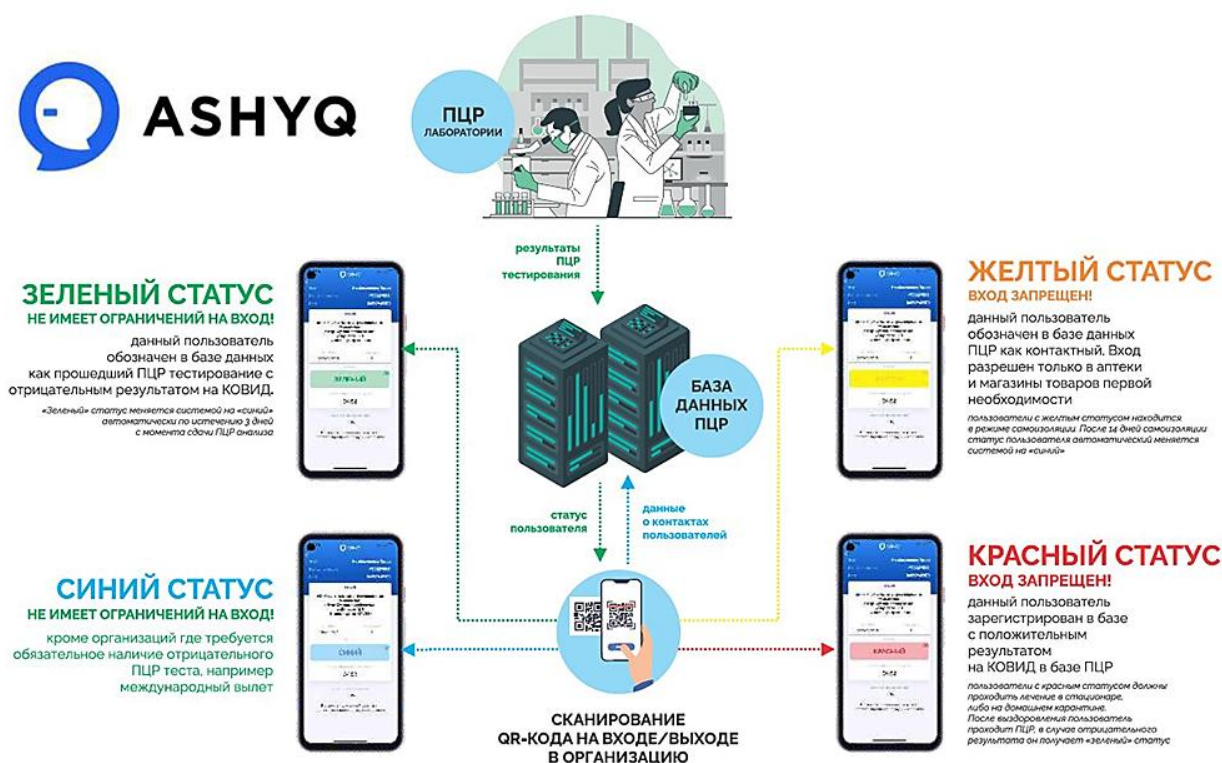 ASHYQ
ПЦР
ЛАБОРАТОРИИ
результаты
ПЦР
тестирования
ЗЕЛЕНЫЙ СТАТУС
НЕ ИМЕЕТ ОГРАНИЧЕНИЙ НА ВХОД!
данный пользователь
обозначен в базе данных
как прошедший ПЦР тестирование с
отрицательным результатом на КОВИД.
«Зеленый» статус меняется системой на «синий»
автоматически по истечению 3 дней
с момента сдачи ПЦР анализа
ЗЕЛЕНЫЙ
БАЗА
ДАННЫХ
ПЦР
ЖЕЛТЫЙ СТАТУС
ВХОД ЗАПРЕЩЕН!
данный пользователь
обозначен в базе данных
ПЦР как контактный. Вход
разрешен только в аптеки
и магазины товаров первой
необходимости
пользователи с желтым статусом находится
в режиме самоизоляции. После 14 дней самоизоляции
статус пользователя автоматический меняется
системой на «синий»
статус
пользователя
данные
о контактах
пользователей
СИНИЙ СТАТУС
НЕ ИМЕЕТ ОГРАНИЧЕНИЙ НА ВХОД!
кроме организаций где требуется
обязательное наличие отрицательного
ПЦР теста, например
международный вылет
СИНИЙ
СКАНИРОВАНИЕ
QR-КОДА НА ВХОДЕ/ВЫХОДЕ
В ОРГАНИЗАЦИЮ
КРАСНЫЙ
КРАСНЫЙ СТАТУС
ВХОД ЗАПРЕЩЕН!
данный пользователь
зарегистрирован в базе
с положительным
результатом
на КОВИД в базе ПЦР
пользователи с красным статусом должны
проходить лечение в стационаре,
либо на домашнем карантине.
После выздоровления пользователь
проходит ПЦР, в случае отрицательного
результата он получает «зеленый» статус